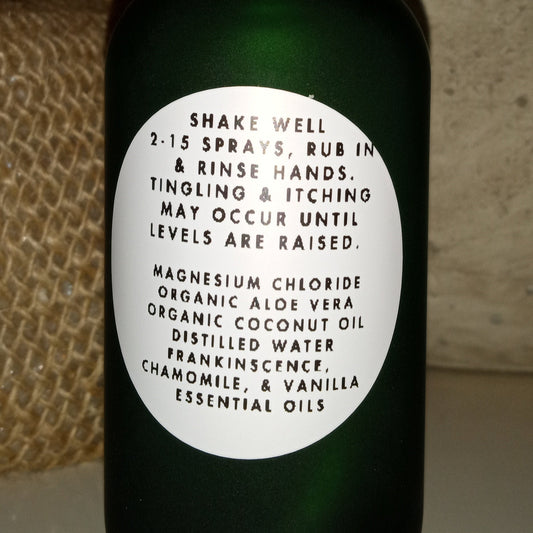 SHAKE WELL
2-15 SPRAYS, RUB IN
& RINSE HANDS.
TINGLING & ITCHING
MAY OCCUR UNTIL
LEVELS ARE RAISED.
MAGNESIUM CHLORIDE
ORGANIC ALOE VERA
ORGANIC COCONUT OIL
DISTILLED WATER
FRANKINSCENCE,
CHAMOMILE, & VANILLA
ESSENTIAL OILS